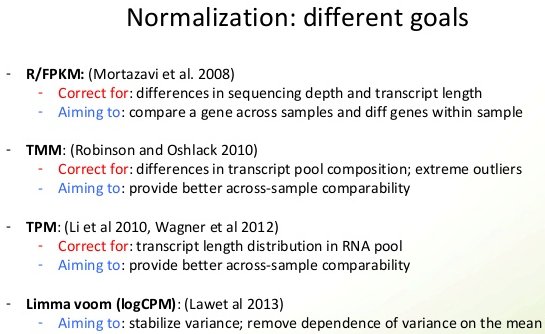 Normalization: different goals
- R/FPKM: (Mortazavi et al. 2008)
- Correct for: differences in sequencing depth and transcript length
- Aiming to: compare a gene across samples and diff genes within sample
- TMM: (Robinson and Oshlack 2010)
- Correct for: differences in transcript pool composition; extreme outliers
- Aiming to: provide better across-sample comparability
- TPM: (Li et al 2010, Wagner et al 2012)
- Correct for: transcript length distribution in RNA pool
- Aiming to: provide better across-sample comparability
- Limma voom (logCPM): (Lawet al 2013)
- Aiming to: stabilize variance; remove dependence of variance on the mean